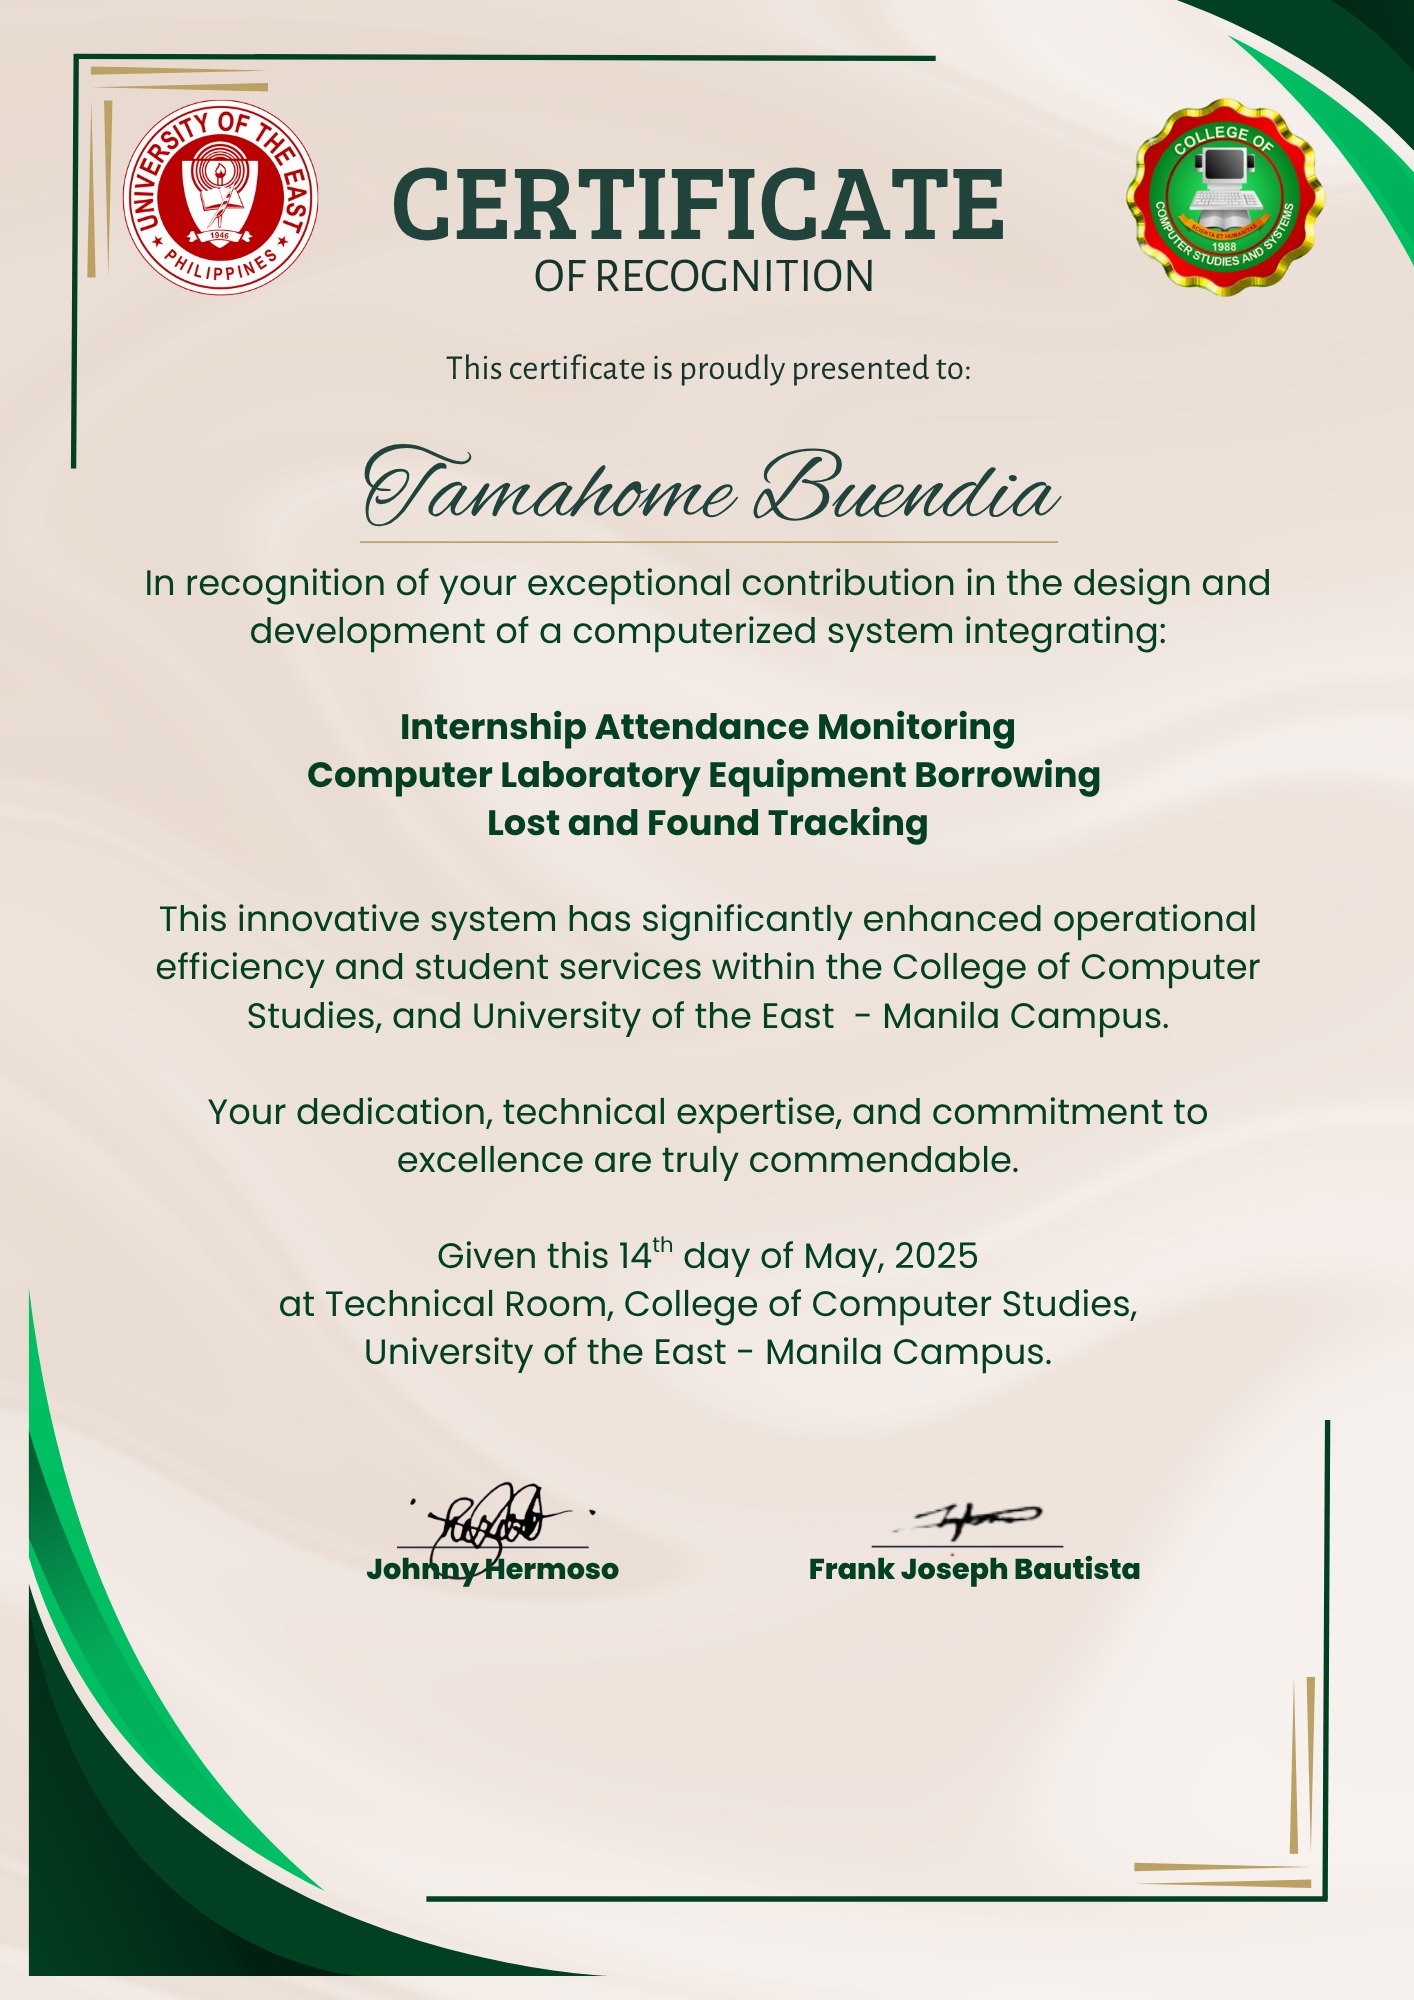 UNIVERSITY OF THE EAST
1946
★ PHILIPPINES ★
COLLEGE OF
SCIENTA ET HUMANITAS
1988
COMPUTER STUDIES AND SYSTEMS
CERTIFICATE
OF RECOGNITION
This certificate is proudly presented to:
Tamahome Buendia
In recognition of your exceptional contribution in the design and
development of a computerized system integrating:
Internship Attendance Monitoring
Computer Laboratory Equipment Borrowing
Lost and Found Tracking
This innovative system has significantly enhanced operational
efficiency and student services within the College of Computer
Studies, and University of the East - Manila Campus.
Your dedication, technical expertise, and commitment to
excellence are truly commendable.
Given this 14th day of May, 2025
at Technical Room, College of Computer Studies,
University of the East - Manila Campus.
Johnny Hermoso
Frank Joseph Bautista